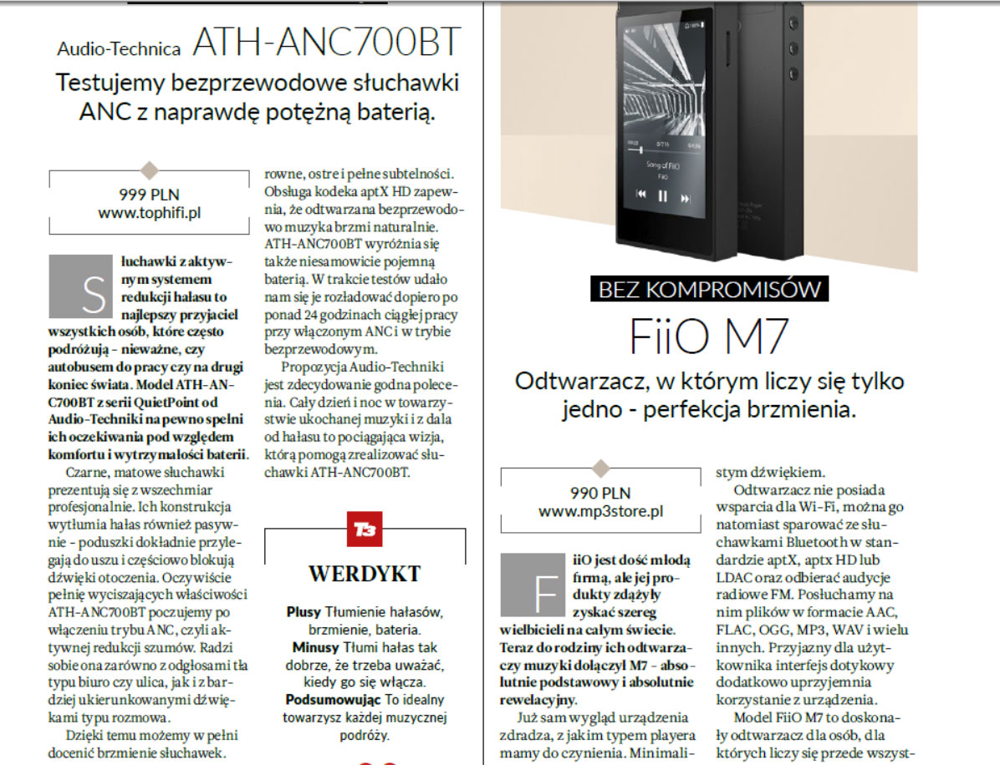 Audio-Technica ATH-ANC700BT
Testujemy bezprzewodowe słuchawki
ANC z naprawdę potężną baterią.
999 PLN
www.tophifi.pl
Słuchawki z aktyw-
nym systemem
redukcji hałasu to
najlepszy przyjaciel
wszystkich osób, które często
podróżują – nieważne, czy
autobusem do pracy czy na drugi
koniec świata. Model ATH-AN-
C700BT z serii QuietPoint od
Audio-Techniki na pewno spełni
ich oczekiwania pod względem
komfortu i wytrzymałości baterii.
Czarne, matowe słuchawki
prezentują się z wszechmiar
profesjonalnie. Ich konstrukcja
wytłumia hałas również pasyw-
nie – poduszki dokładnie przyle-
gają do uszu i częściowo blokują
dźwięki otoczenia. Oczywiście
pełnię wyciszających właściwości
ATH-ANC700BT poczujemy po
włączeniu trybu ANC, czyli ak-
tywnej redukcji szumów. Radzi
sobie ona zarówno z odgłosami tła
typu biuro czy ulica, jak i z bar-
dziej ukierunkowanymi dźwię-
kami typu rozmowa.
Dzięki temu możemy w pełni
docenić brzmienie słuchawek.
rowne, ostre i pełne subtelności.
Obsługa kodeka aptX HD zapew-
nia, że odtwarzana bezprzewodo-
wo muzyka brzmi naturalnie.
ATH-ANC700BT wyróżnia się
także niesamowicie pojemną
baterią. W trakcie testów udało
nam się je rozładować dopiero po
ponad 24 godzinach ciągłej pracy
przy włączonym ANC i w trybie
bezprzewodowym.
Propozycja Audio-Techniki
jest zdecydowanie godna polece-
nia. Cały dzień i noc w towarzy-
stwie ukochanej muzyki i z dala
od hałasu to pociągająca wizja,
którą pomogą zrealizować słu-
chawki ATH-ANC700BT.
T3
WERDYKT
Plusy Tłumienie hałasów,
brzmienie, bateria.
Minusy Tłumi hałas tak
dobrze, że trzeba uważać,
kiedy go się włącza.
Podsumowując To idealny
towarzysz każdej muzycznej
podróży.
Song of FiiO
FiiO
BEZ KOMPROMISÓW
FiiO M7
Odtwarzacz, w którym liczy się tylko
jedno - perfekcja brzmienia.
990 PLN
www.mp3store.pl
FiiO jest dość młodą
firmą, ale jej pro-
dukty zdążyły
zyskać szereg
wielbicieli na całym świecie.
Teraz do rodziny ich odtwarza-
czy muzyki dołączył M7 – abso-
lutnie podstawowy i absolutnie
rewelacyjny.
Już sam wygląd urządzenia
zdradza, z jakim typem playera
mamy do czynienia. Minimali-
stym dźwiękiem.
Odtwarzacz nie posiada
wsparcia dla Wi-Fi, można go
natomiast sparować ze słu-
chawkami Bluetooth w stan-
dardzie aptX, aptx HD lub
LDAC oraz odbierać audycje
radiowe FM. Posłuchamy na
nim plików w formacie AAC,
FLAC, OGG, MP3, WAV i wielu
innych. Przyjazny dla użyt-
kownika interfejs dotykowy
dodatkowo uprzyjemnia
korzystanie z urządzenia.
Model FiiO M7 to doskona-
ły odtwarzacz dla osób, dla
których liczy się przede wszyst-